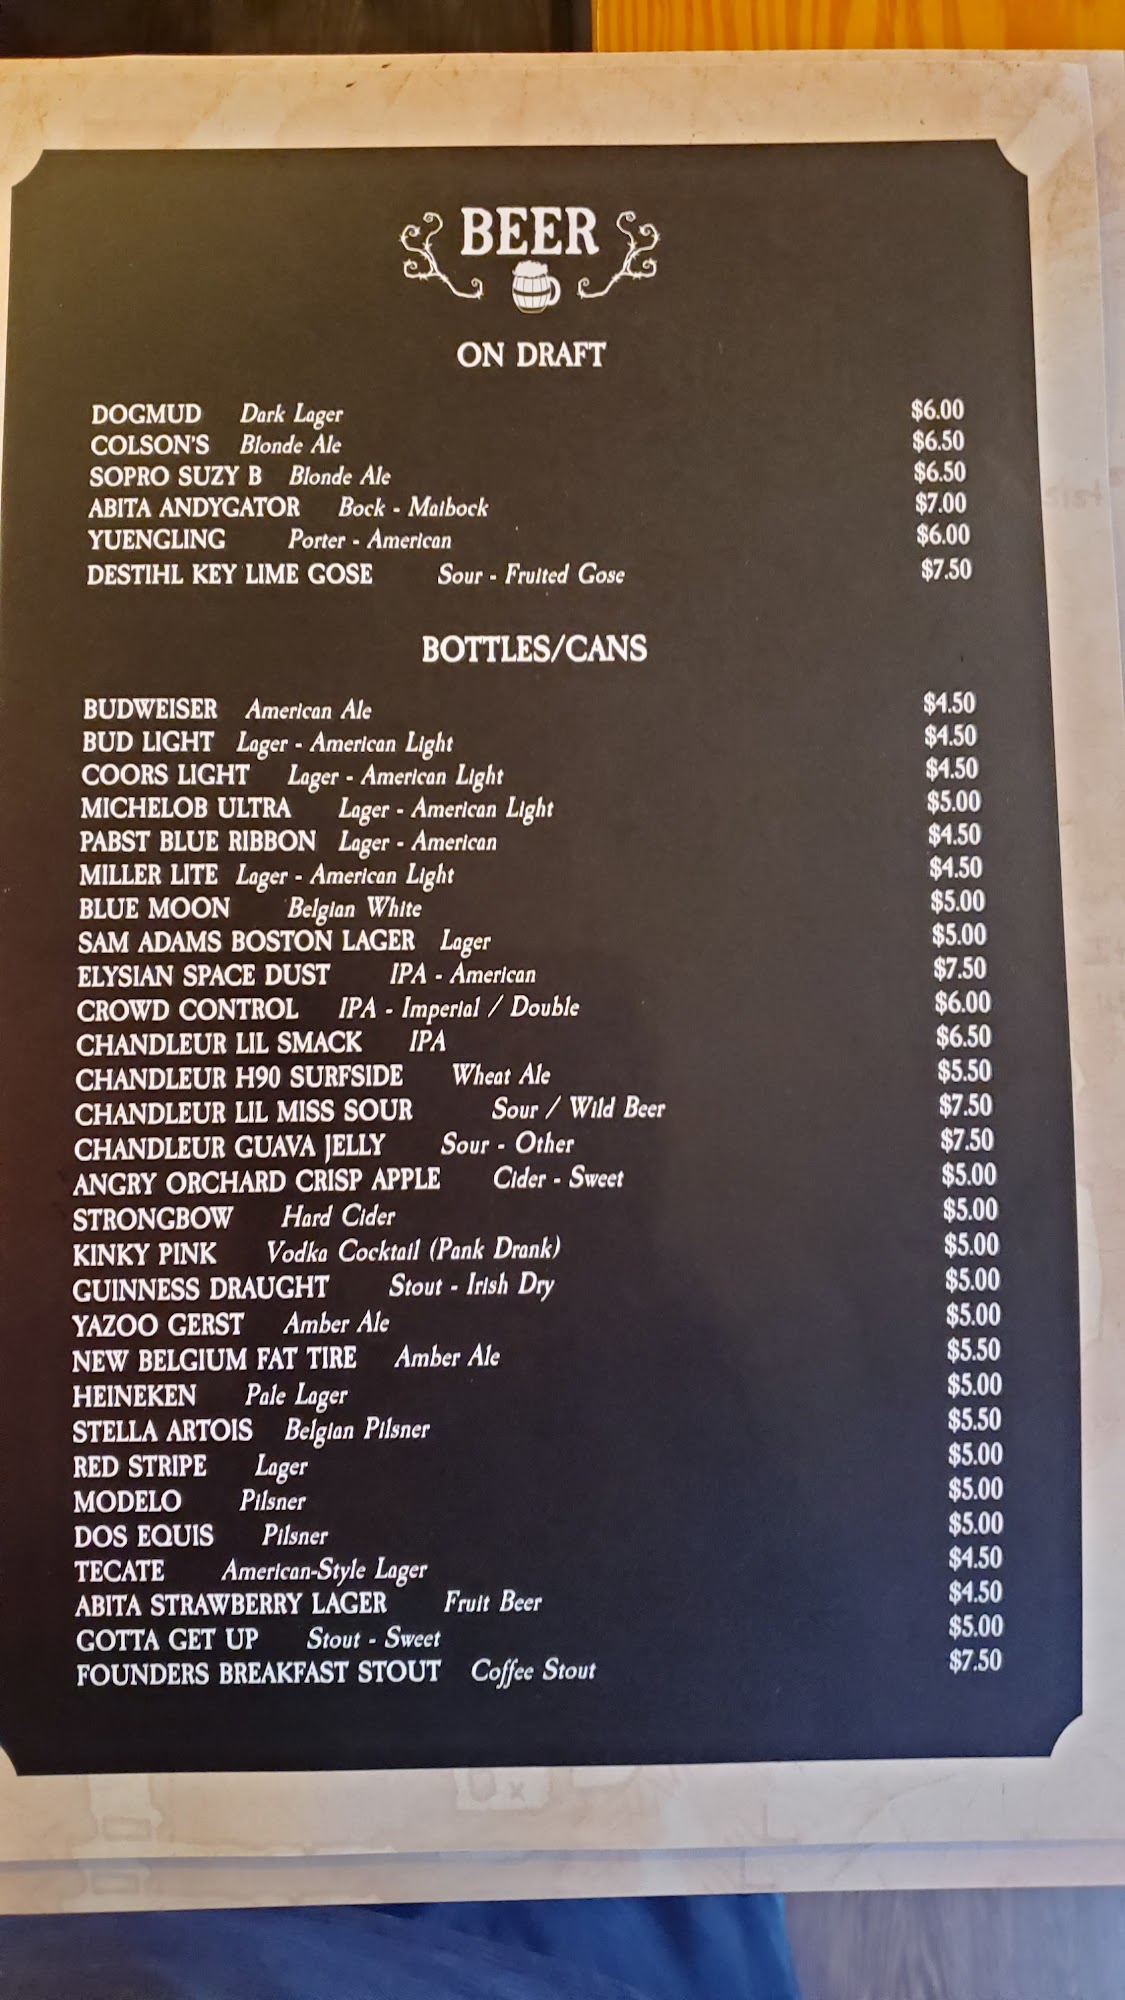 BEER
ON DRAFT
DOGMUD Dark Lager $6.00
COLSON'S Blonde Ale $6.50
SOPRO SUZY B Blonde Ale $6.50
ABITA ANDYGATOR Bock - Maibock $7.00
YUENGLING Porter - American $6.00
DESTIHL KEY LIME GOSE Sour - Fruited Gose $7.50
BOTTLES/CANS
BUDWEISER American Ale $4.50
BUD LIGHT Lager - American Light $4.50
COORS LIGHT Lager - American Light $4.50
MICHELOB ULTRA Lager - American Light $5.00
PABST BLUE RIBBON Lager - American $4.50
MILLER LITE Lager - American Light $4.50
BLUE MOON Belgian White $5.00
SAM ADAMS BOSTON LAGER Lager $5.00
ELYSIAN SPACE DUST IPA - American $7.50
CROWD CONTROL IPA - Imperial / Double $6.00
CHANDLEUR LIL SMACK IPA $6.50
CHANDLEUR H90 SURFSIDE Wheat Ale $5.50
CHANDLEUR LIL MISS SOUR Sour / Wild Beer $7.50
CHANDLEUR GUAVA JELLY Sour - Other $7.50
ANGRY ORCHARD CRISP APPLE Cider - Sweet $5.00
STRONGBOW Hard Cider $5.00
KINKY PINK Vodka Cocktail (Pank Drank) $5.00
GUINNESS DRAUGHT Stout - Irish Dry $5.00
YAZOO GERST Amber Ale $5.00
NEW BELGIUM FAT TIRE Amber Ale $5.50
HEINEKEN Pale Lager $5.00
STELLA ARTOIS Belgian Pilsner $5.50
RED STRIPE Lager $5.00
MODELO Pilsner $5.00
DOS EQUIS Pilsner $5.00
TECATE American-Style Lager $4.50
ABITA STRAWBERRY LAGER Fruit Beer $4.50
GOTTA GET UP Stout - Sweet $5.00
FOUNDERS BREAKFAST STOUT Coffee Stout $7.50